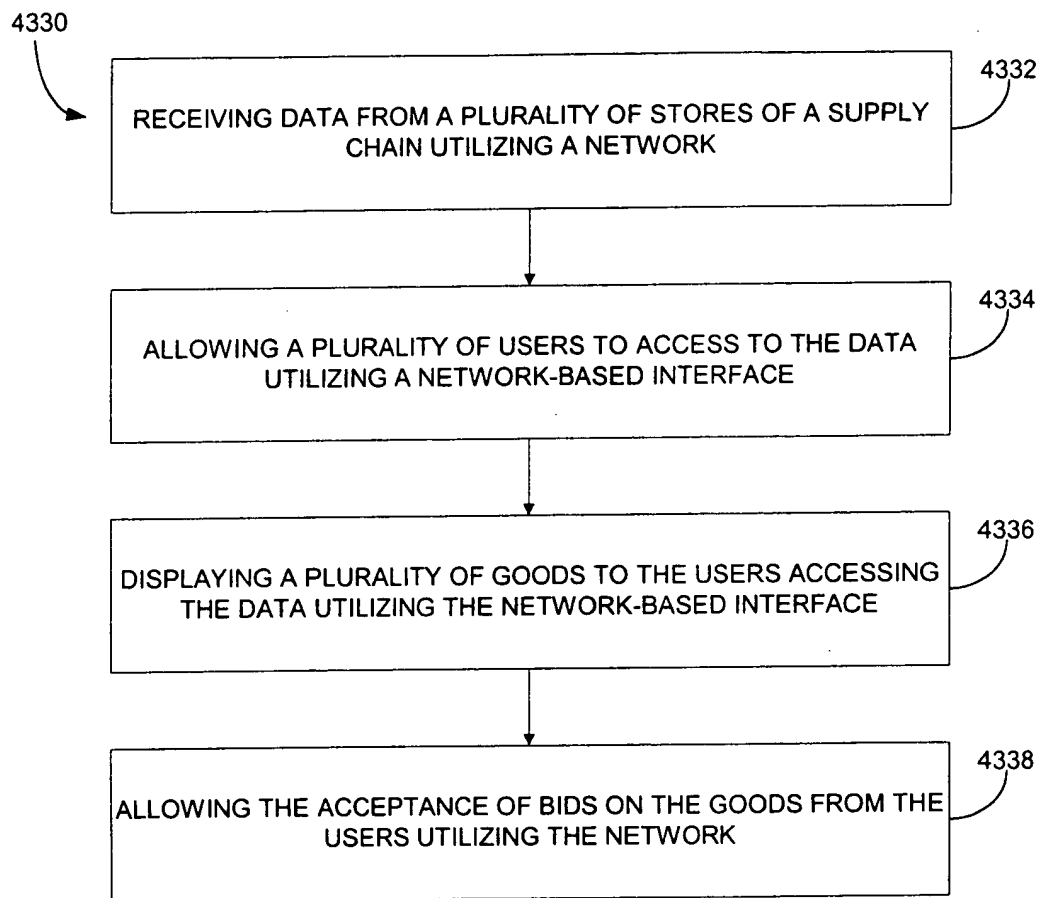 4330
4332
RECEIVING DATA FROM A PLURALITY OF STORES OF A SUPPLY
CHAIN UTILIZING A NETWORK
4334
ALLOWING A PLURALITY OF USERS TO ACCESS TO THE DATA
UTILIZING A NETWORK-BASED INTERFACE
4336
DISPLAYING A PLURALITY OF GOODS TO THE USERS ACCESSING
THE DATA UTILIZING THE NETWORK-BASED INTERFACE
4338
ALLOWING THE ACCEPTANCE OF BIDS ON THE GOODS FROM THE
USERS UTILIZING THE NETWORK